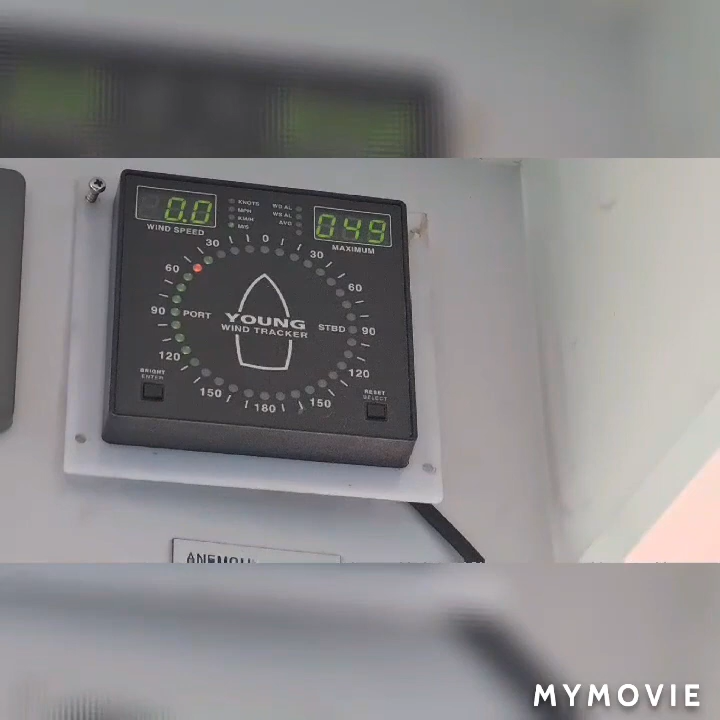 0.0
WIND SPEED
KNOTS
MPH
KM/H
M/S
WD AL
WS AL
AVG
049
MAXIMUM
30 0 30
60 60
90 PORT YOUNG STBD 90
WIND TRACKER
120 120
150 180 150
BRIGHT
ENTER
RESET
SELECT
MYMOVIE